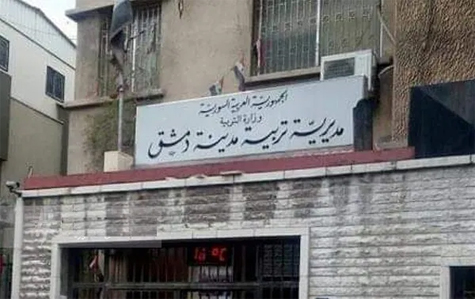 الجمهورية العربية السورية
وزارة التربية
مديرية تربية مدينة دمشق